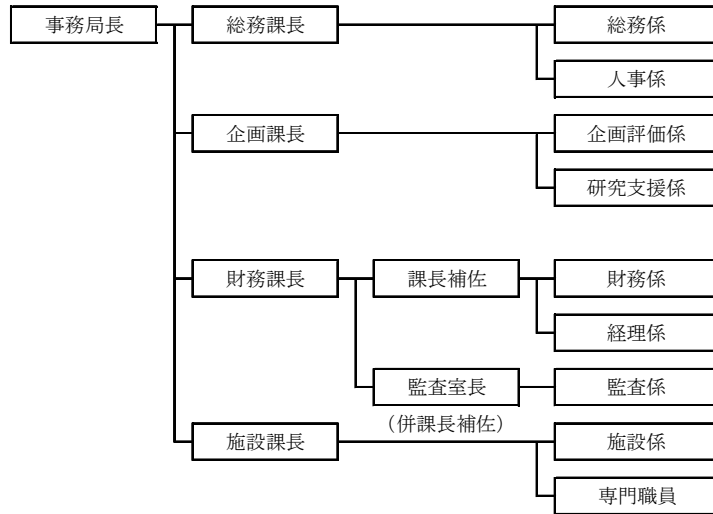 事務局長
総務課長
総務係
人事係
企画課長
企画評価係
研究支援係
財務課長
課長補佐
財務係
経理係
監査室長
監査係
（併課長補佐）
施設課長
施設係
専門職員